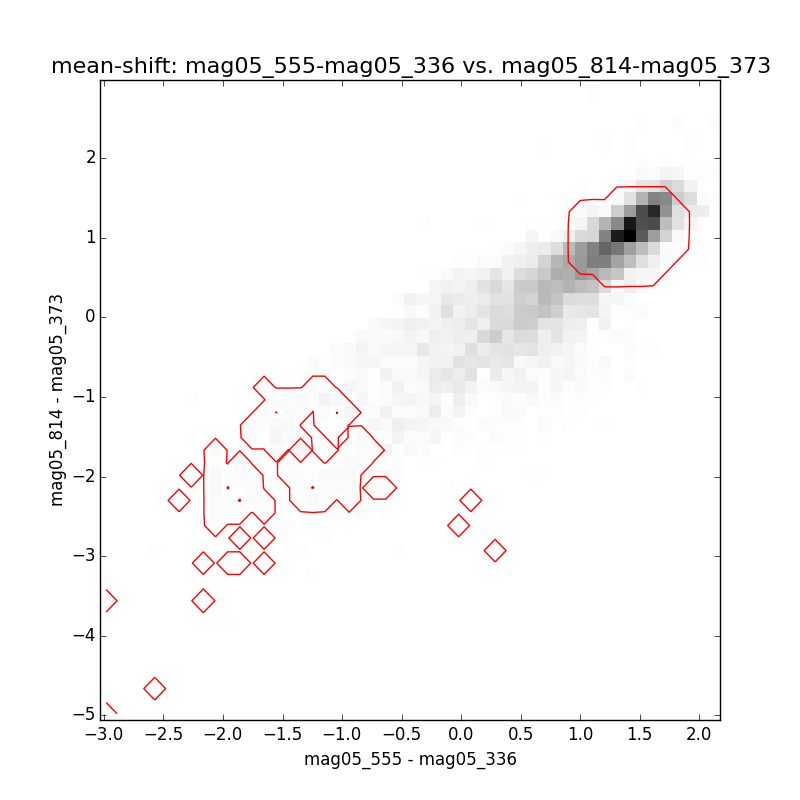 mean-shift: mag05_555-mag05_336 vs. mag05_814-mag05_373
2
1
0
−1
−2
−3
−4
−5
mag05_814 - mag05_373
−3.0 −2.5 −2.0 −1.5 −1.0 −0.5 0.0 0.5 1.0 1.5 2.0
mag05_555 - mag05_336